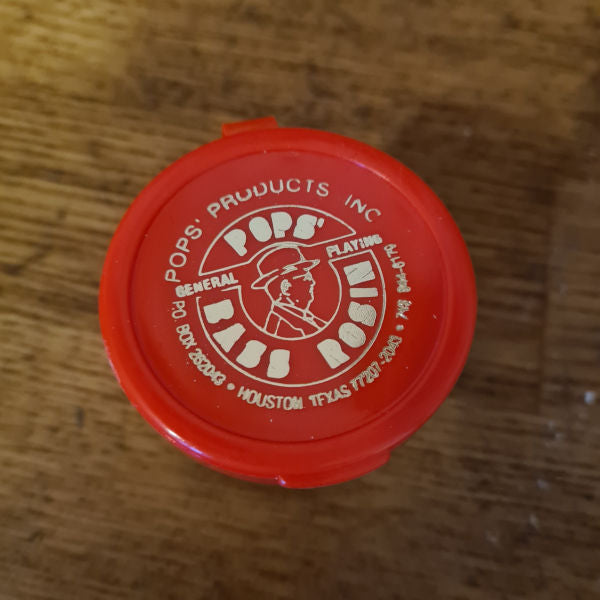 POPS' PRODUCTS INC
POPS'
GENERAL PLAYING
BASS ROSIN
P.O. BOX 262043 • HOUSTON, TEXAS 77207-2043 •